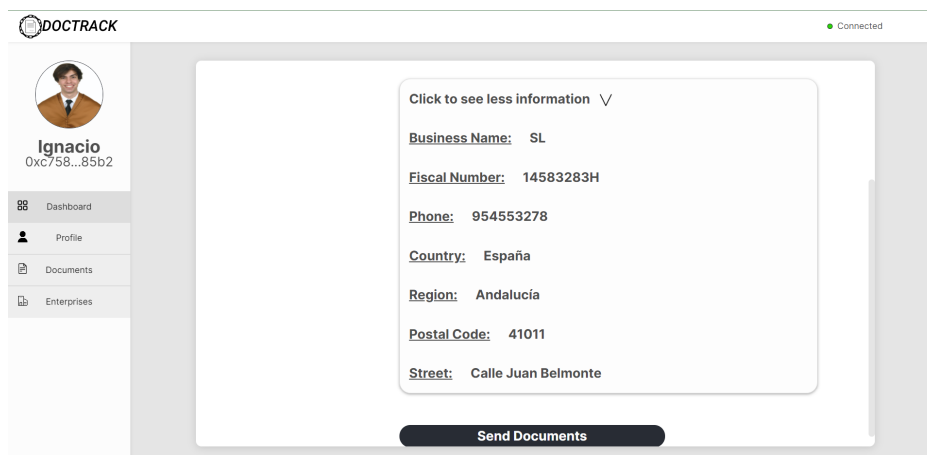 DOCTRACK
Connected
Ignacio
0xc758...85b2
Dashboard
Profile
Documents
Enterprises
Click to see less information
Business Name: SL
Fiscal Number: 14583283H
Phone: 954553278
Country: España
Region: Andalucía
Postal Code: 41011
Street: Calle Juan Belmonte
Send Documents